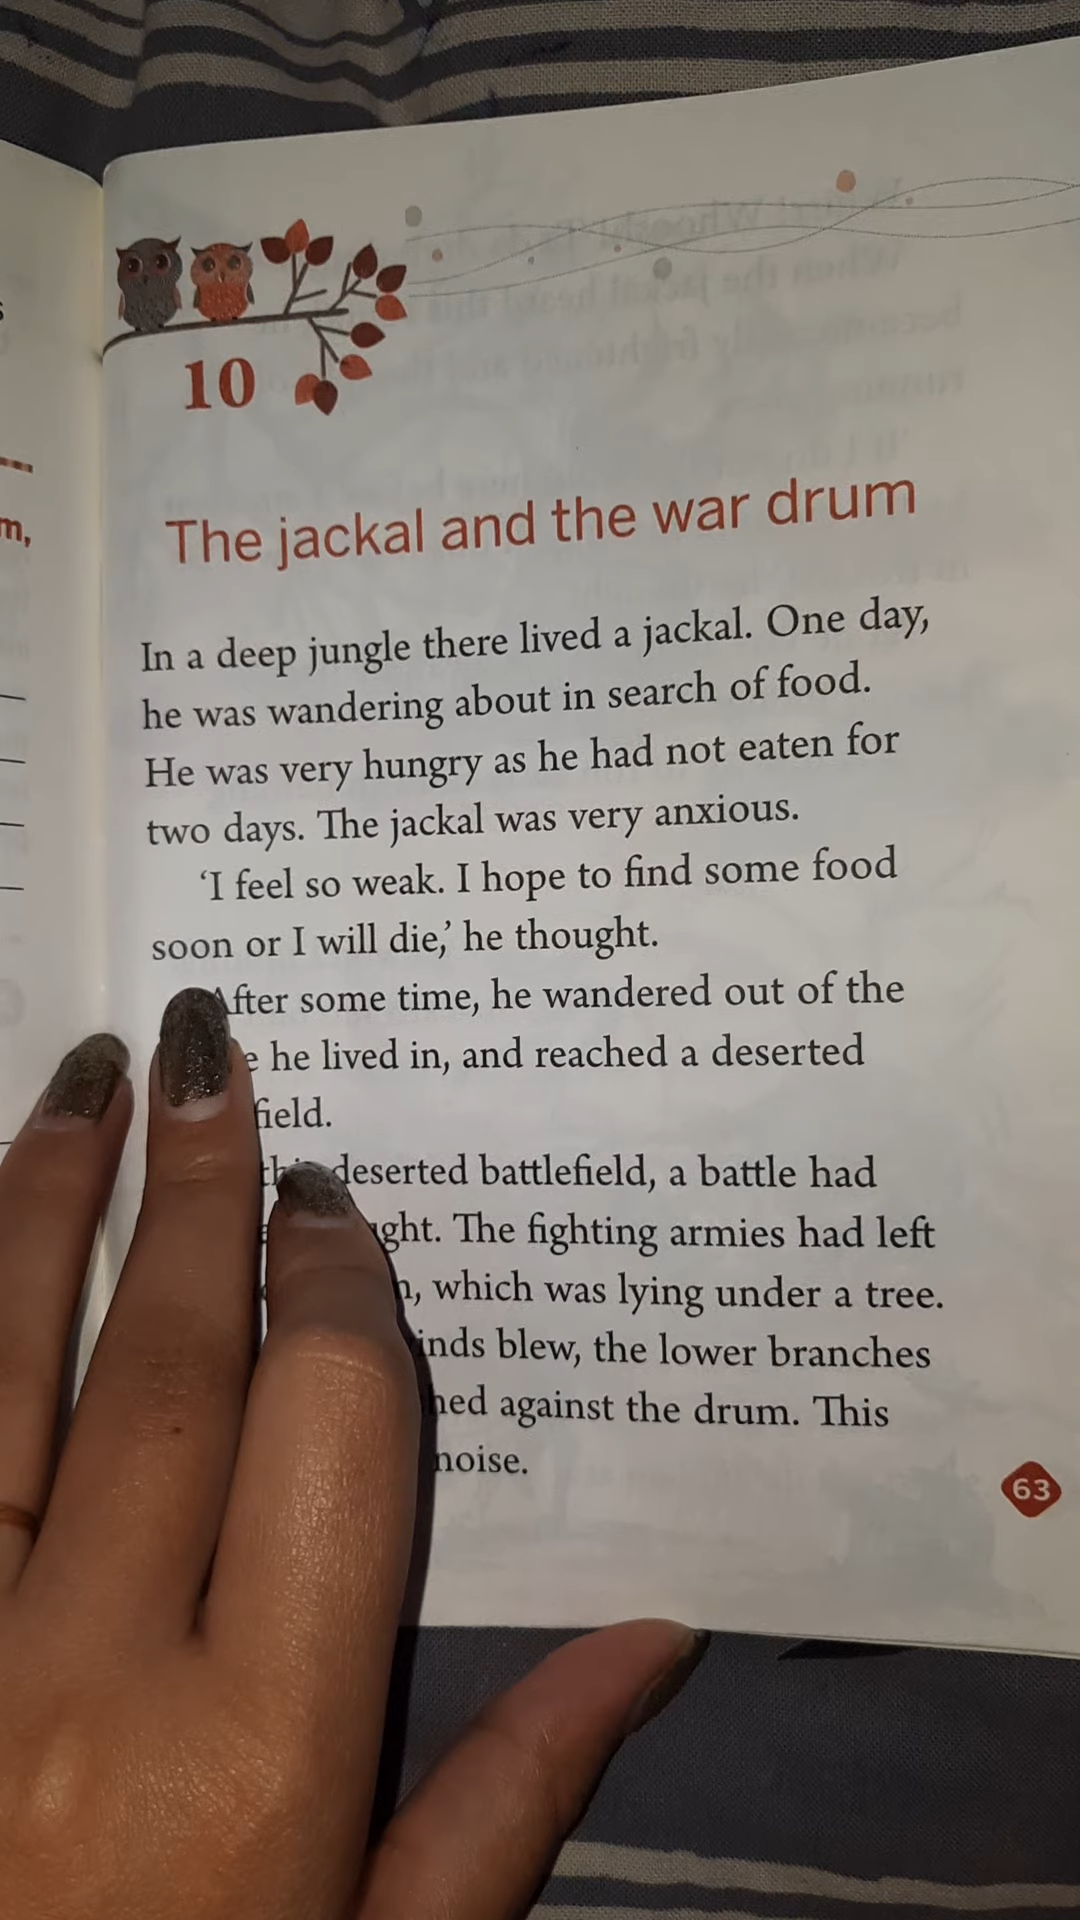 10
The jackal and the war drum
In a deep jungle there lived a jackal. One day,
he was wandering about in search of food.
He was very hungry as he had not eaten for
two days. The jackal was very anxious.
‘I feel so weak. I hope to find some food
soon or I will die,’ he thought.
After some time, he wandered out of the
he lived in, and reached a deserted
field.
this deserted battlefield, a battle had
ght. The fighting armies had left
, which was lying under a tree.
inds blew, the lower branches
hed against the drum. This
noise.
63
m,